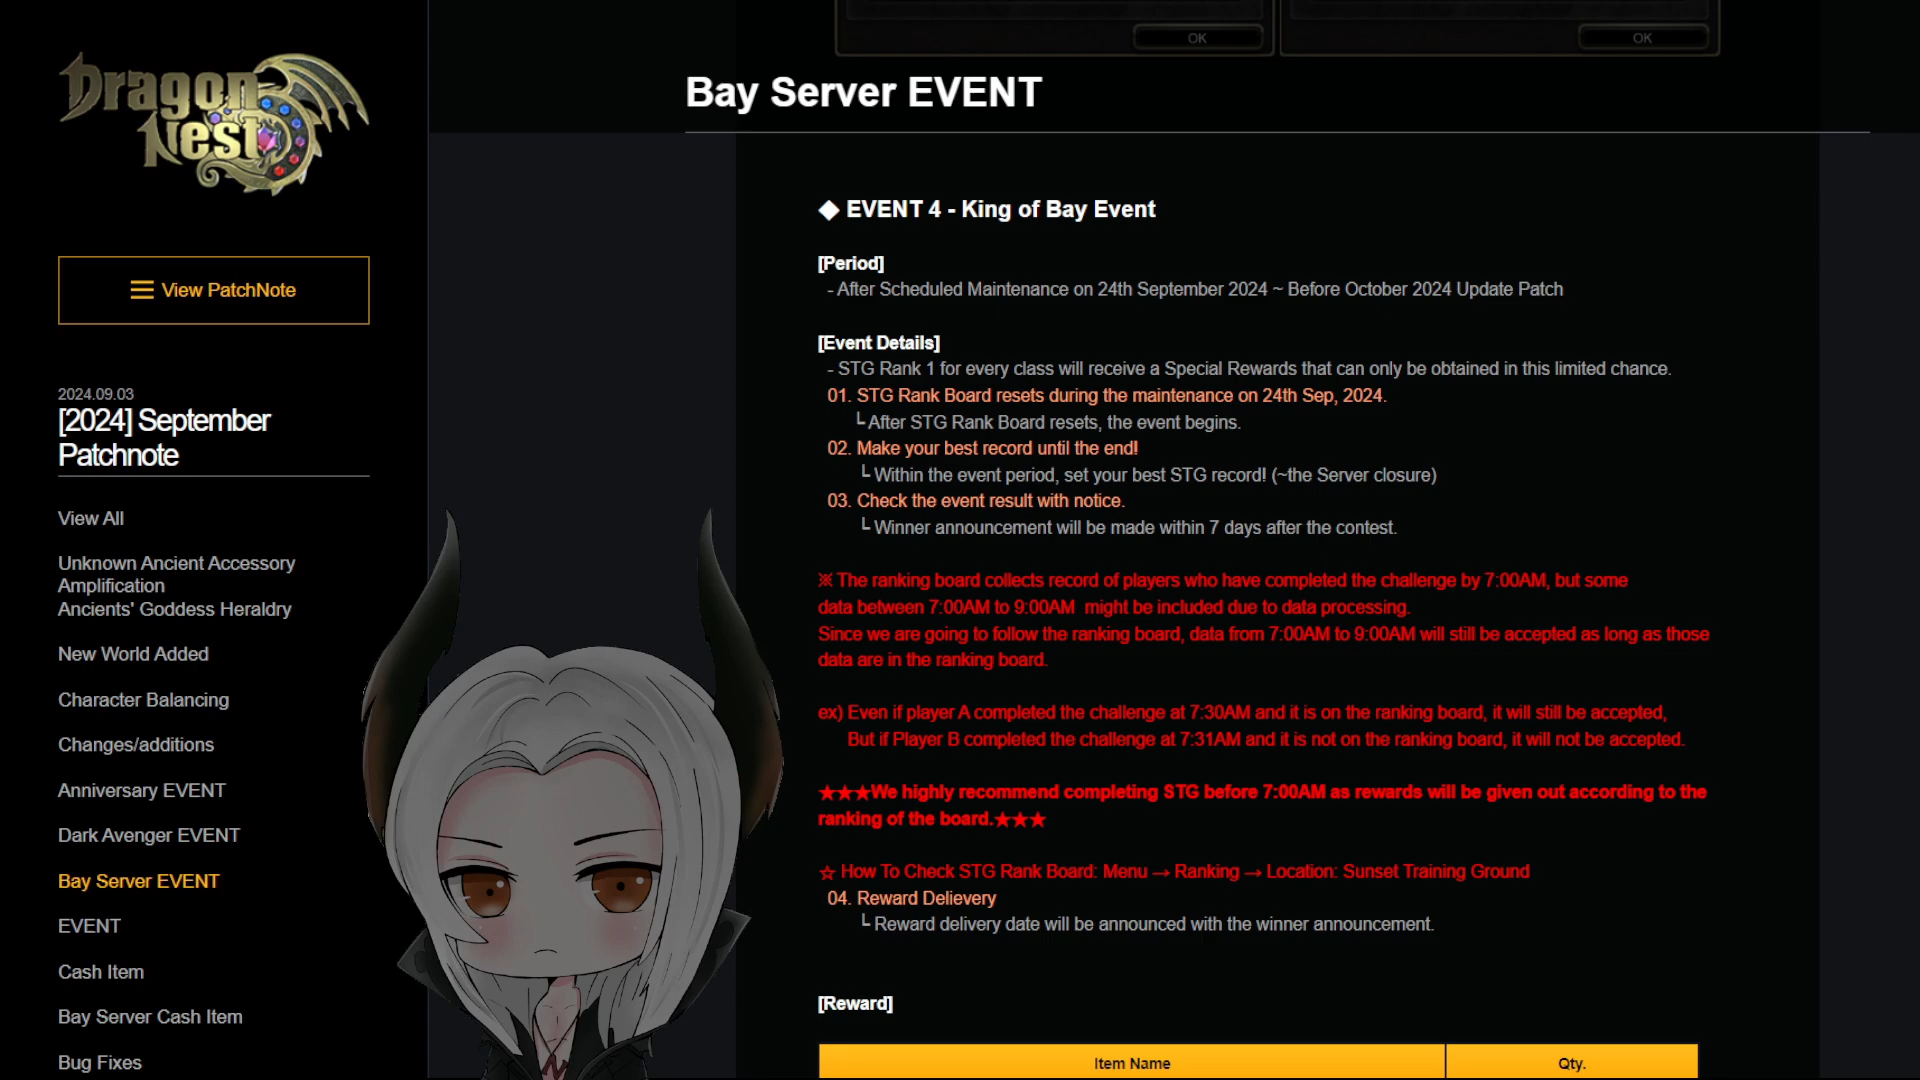 OK
OK
Dragon
Nest
Bay Server EVENT
View PatchNote
2024.09.03
[2024] September
Patchnote
View All
Unknown Ancient Accessory
Amplification
Ancients' Goddess Heraldry
New World Added
Character Balancing
Changes/additions
Anniversary EVENT
Dark Avenger EVENT
Bay Server EVENT
EVENT
Cash Item
Bay Server Cash Item
Bug Fixes
◆ EVENT 4 - King of Bay Event
[Period]
- After Scheduled Maintenance on 24th September 2024 ~ Before October 2024 Update Patch
[Event Details]
- STG Rank 1 for every class will receive a Special Rewards that can only be obtained in this limited chance.
01. STG Rank Board resets during the maintenance on 24th Sep, 2024.
└ After STG Rank Board resets, the event begins.
02. Make your best record until the end!
└ Within the event period, set your best STG record! (~the Server closure)
03. Check the event result with notice.
└ Winner announcement will be made within 7 days after the contest.
※ The ranking board collects record of players who have completed the challenge by 7:00AM, but some
data between 7:00AM to 9:00AM might be included due to data processing.
Since we are going to follow the ranking board, data from 7:00AM to 9:00AM will still be accepted as long as those
data are in the ranking board.
ex) Even if player A completed the challenge at 7:30AM and it is on the ranking board, it will still be accepted,
But if Player B completed the challenge at 7:31AM and it is not on the ranking board, it will not be accepted.
★★★We highly recommend completing STG before 7:00AM as rewards will be given out according to the
ranking of the board.★★★
☆ How To Check STG Rank Board: Menu → Ranking → Location: Sunset Training Ground
04. Reward Delievery
└ Reward delivery date will be announced with the winner announcement.
[Reward]
Item Name
Qty.